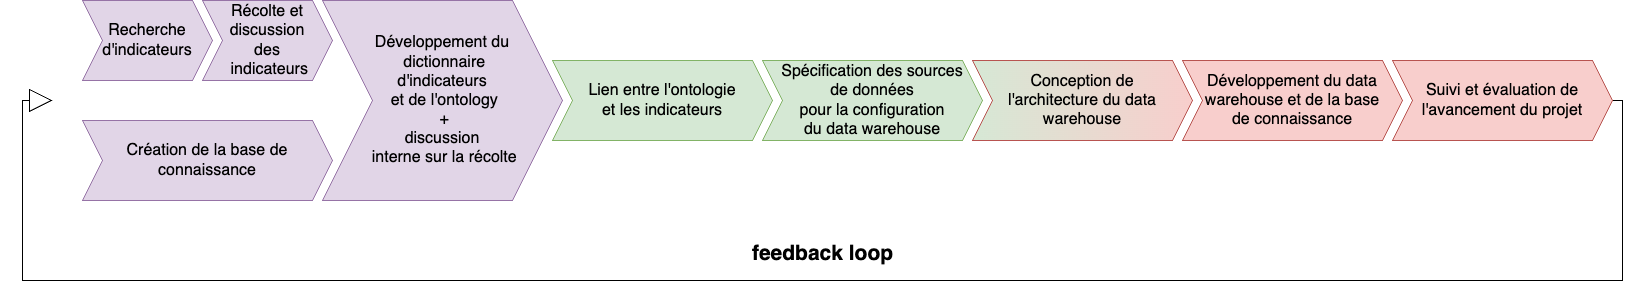 Recherche
d'indicateurs
Récolte et
discussion
des
indicateurs
Création de la base de
connaissance
Développement du
dictionnaire
d'indicateurs
et de l'ontology
+
discussion
interne sur la récolte
Lien entre l'ontologie
et les indicateurs
Spécification des sources
de données
pour la configuration
du data warehouse
Conception de
l'architecture du data
warehouse
Développement du data
warehouse et de la base
de connaissance
Suivi et évaluation de
l'avancement du projet
feedback loop